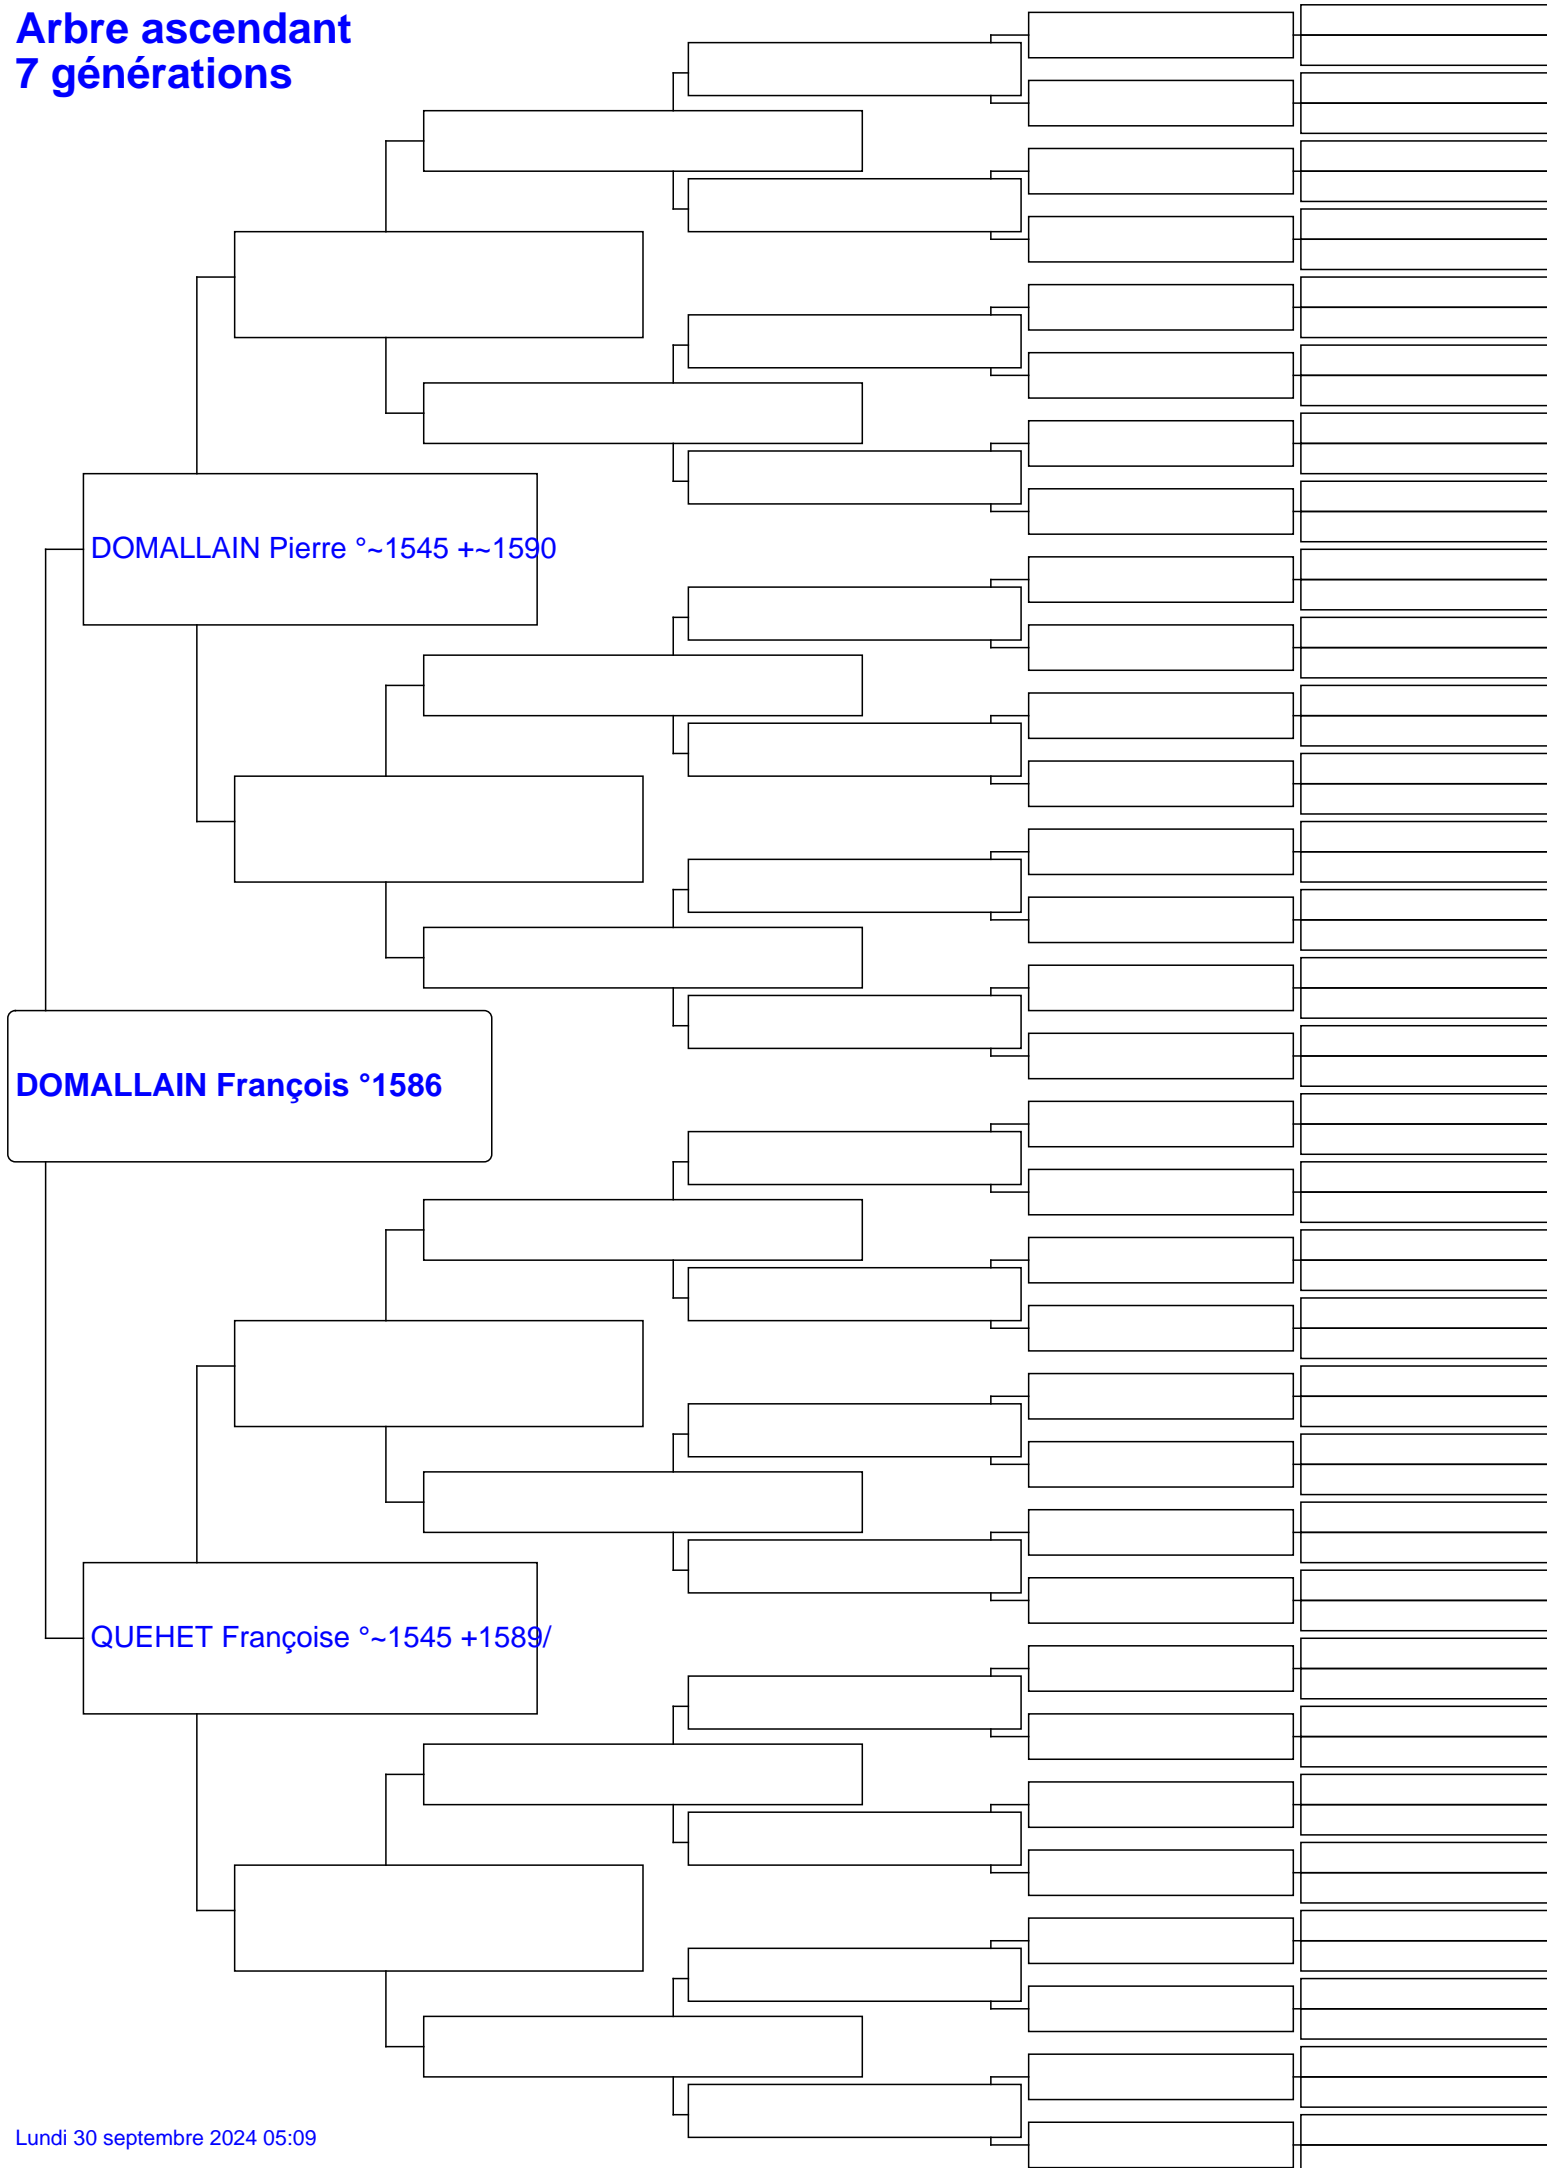 Arbre ascendant
7 générations
DOMALLAIN Pierre °~1545 +~1590
DOMALLAIN François °1586
QUEHET Françoise °~1545 +1589/
Lundi 30 septembre 2024 05:09